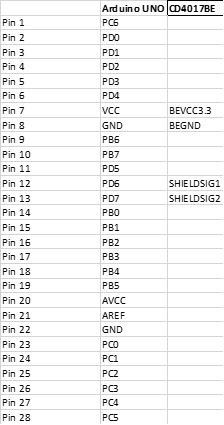 Arduino UNO CD4017BE
Pin 1 PC6
Pin 2 PD0
Pin 3 PD1
Pin 4 PD2
Pin 5 PD3
Pin 6 PD4
Pin 7 VCC BEVCC3.3
Pin 8 GND BEGND
Pin 9 PB6
Pin 10 PB7
Pin 11 PD5
Pin 12 PD6 SHIELDSIG1
Pin 13 PD7 SHIELDSIG2
Pin 14 PB0
Pin 15 PB1
Pin 16 PB2
Pin 17 PB3
Pin 18 PB4
Pin 19 PB5
Pin 20 AVCC
Pin 21 AREF
Pin 22 GND
Pin 23 PC0
Pin 24 PC1
Pin 25 PC2
Pin 26 PC3
Pin 27 PC4
Pin 28 PC5